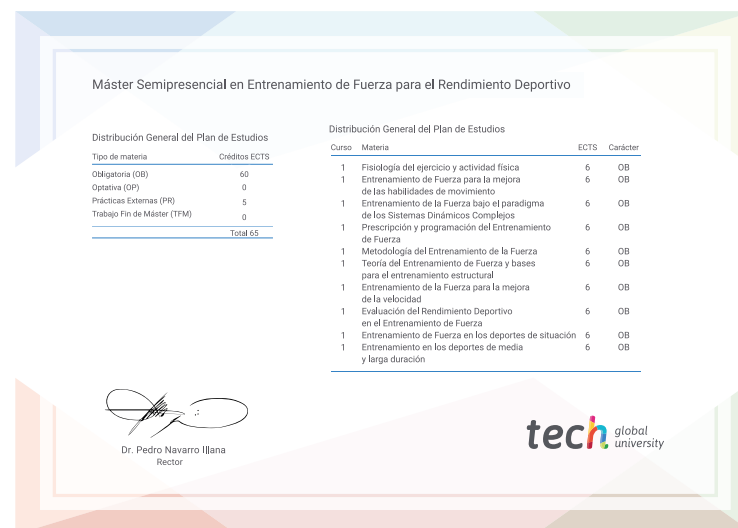 Máster Semipresencial en Entrenamiento de Fuerza para el Rendimiento Deportivo
Distribución General del Plan de Estudios
Tipo de materia Créditos ECTS
Obligatoria (OB) 60
Optativa (OP) 0
Prácticas Externas (PR) 5
Trabajo Fin de Máster (TFM) 0
Total 65
Distribución General del Plan de Estudios
Curso Materia ECTS Carácter
1 Fisiología del ejercicio y actividad física 6 OB
1 Entrenamiento de Fuerza para la mejora 6 OB
de las habilidades de movimiento
1 Entrenamiento de la Fuerza bajo el paradigma 6 OB
de los Sistemas Dinámicos Complejos
1 Prescripción y programación del Entrenamiento 6 OB
de Fuerza
1 Metodología del Entrenamiento de la Fuerza 6 OB
1 Teoría del Entrenamiento de Fuerza y bases 6 OB
para el entrenamiento estructural
1 Entrenamiento de la Fuerza para la mejora 6 OB
de la velocidad
1 Evaluación del Rendimiento Deportivo 6 OB
en el Entrenamiento de Fuerza
1 Entrenamiento de Fuerza en los deportes de situación 6 OB
1 Entrenamiento en los deportes de media 6 OB
y larga duración
Dr. Pedro Navarro Illana
Rector
tech global
university